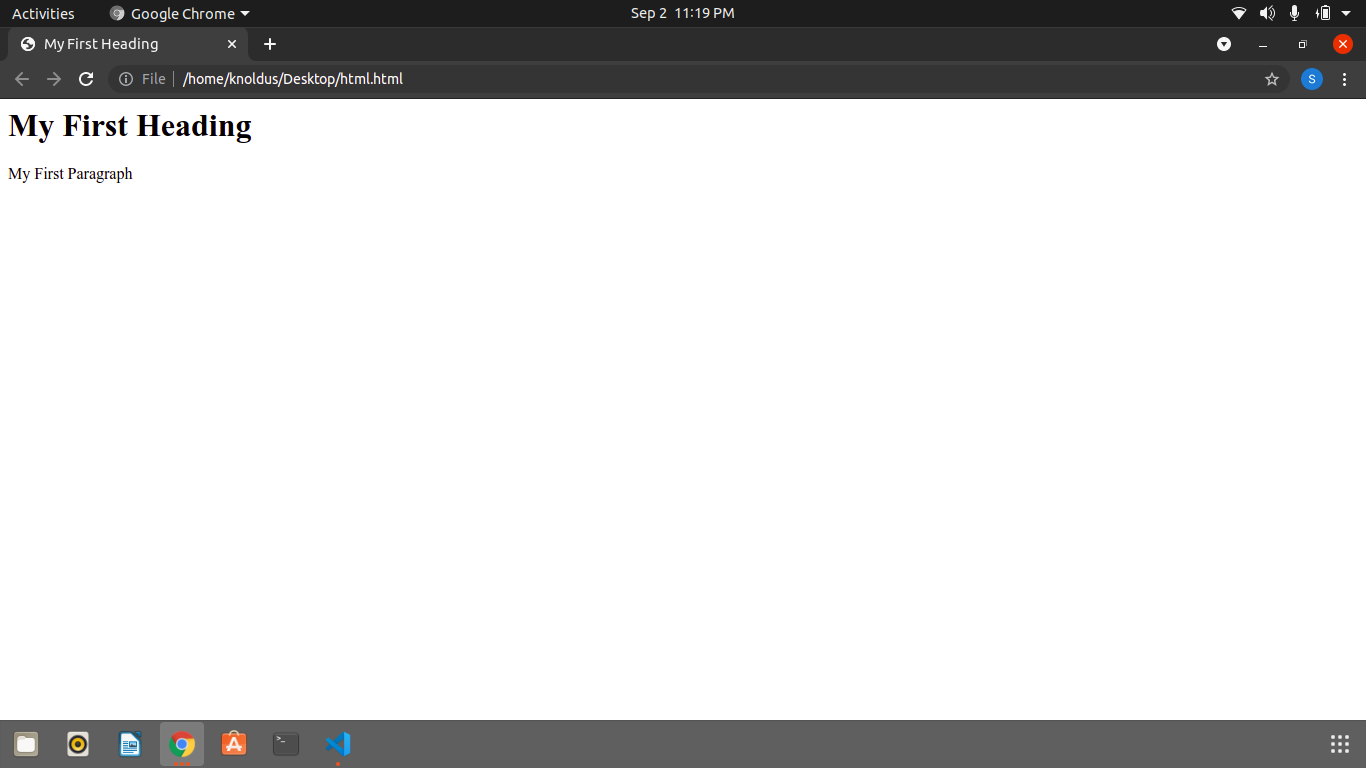 Activities Google Chrome Sep 2 11:19 PM
My First Heading
File /home/knoldus/Desktop/html.html S
My First Heading
My First Paragraph